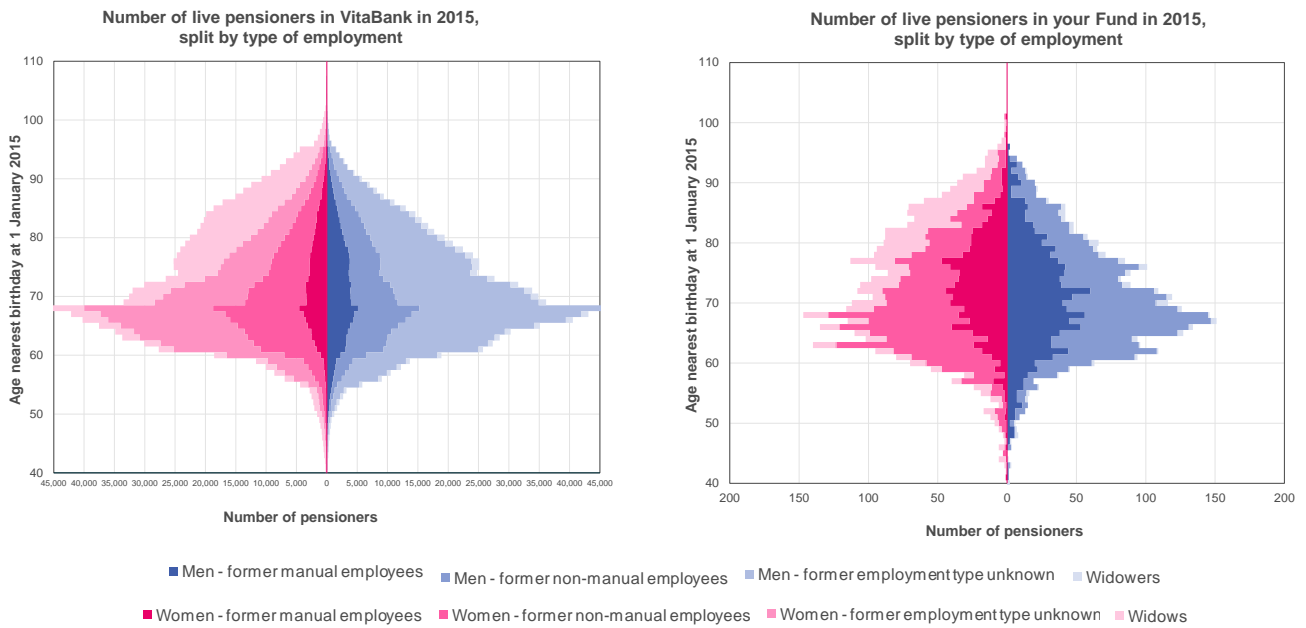 Number of live pensioners in VitaBank in 2015,
split by type of employment
110
100
90
80
70
60
50
40
Age nearest birthday at 1 January 2015
45,000 40,000 35,000 30,000 25,000 20,000 15,000 10,000 5,000 0 5,000 10,000 15,000 20,000 25,000 30,000 35,000 40,000 45,000
Number of pensioners
Number of live pensioners in your Fund in 2015,
split by type of employment
110
100
90
80
70
60
50
40
Age nearest birthday at 1 January 2015
200 150 100 50 0 50 100 150 200
Number of pensioners
Men - former manual employees Men - former non-manual employees Men - former employment type unknown Widowers
Women - former manual employees Women - former non-manual employees Women - former employment type unknown Widows